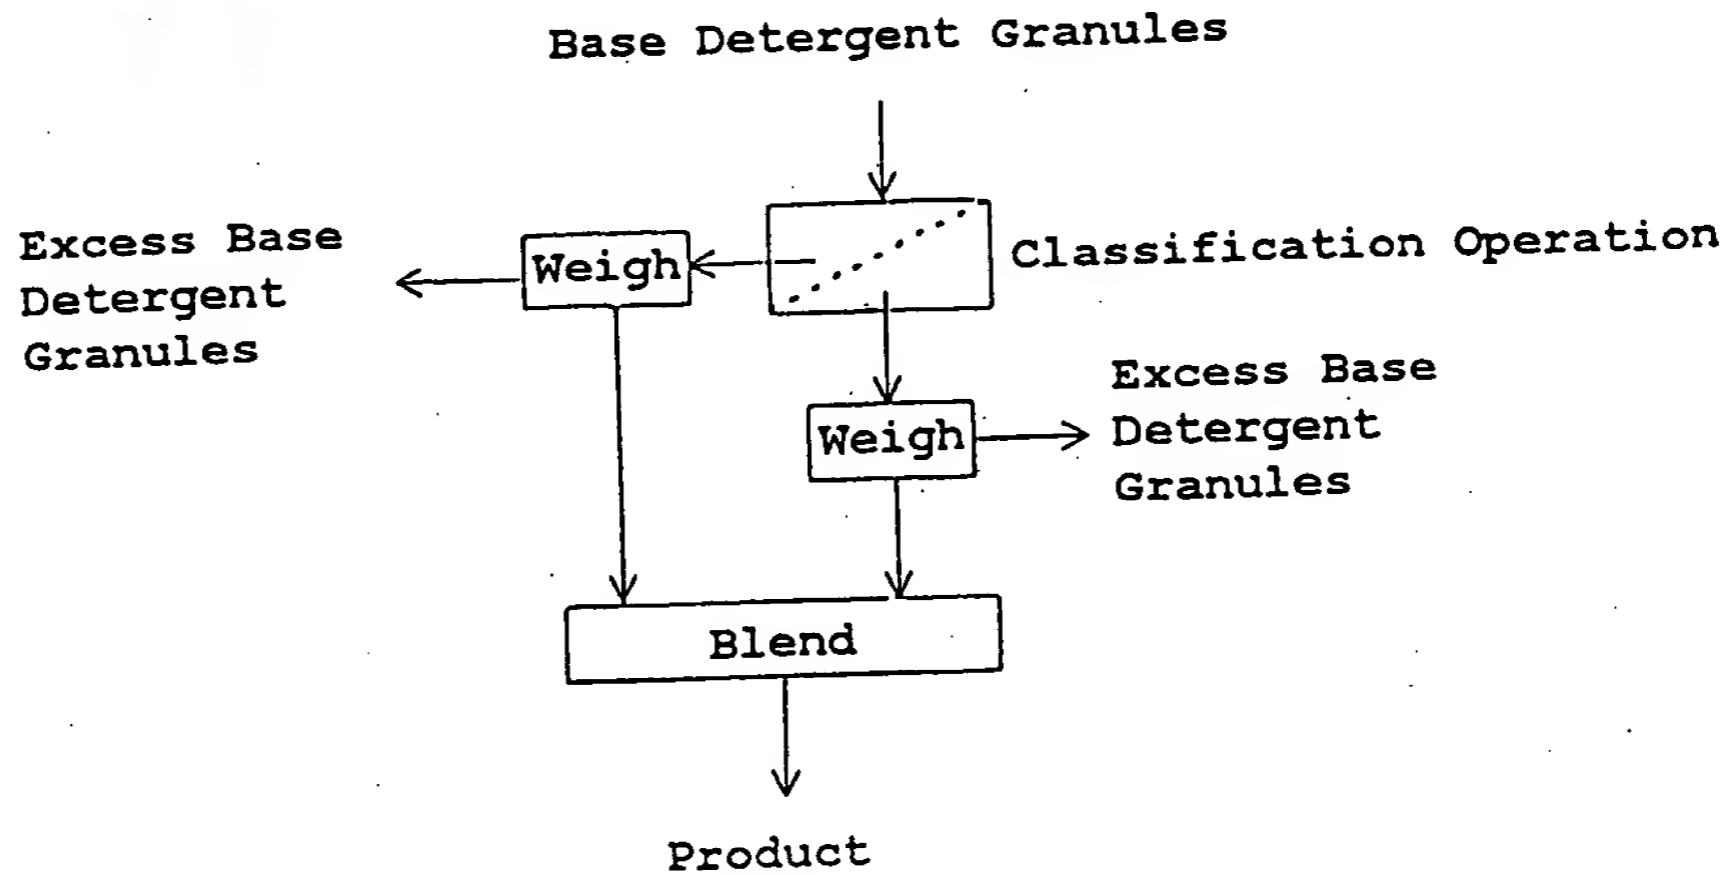 Base Detergent Granules
Classification Operation
Weigh
Excess Base
Detergent
Granules
Weigh
Excess Base
Detergent
Granules
Blend
Product